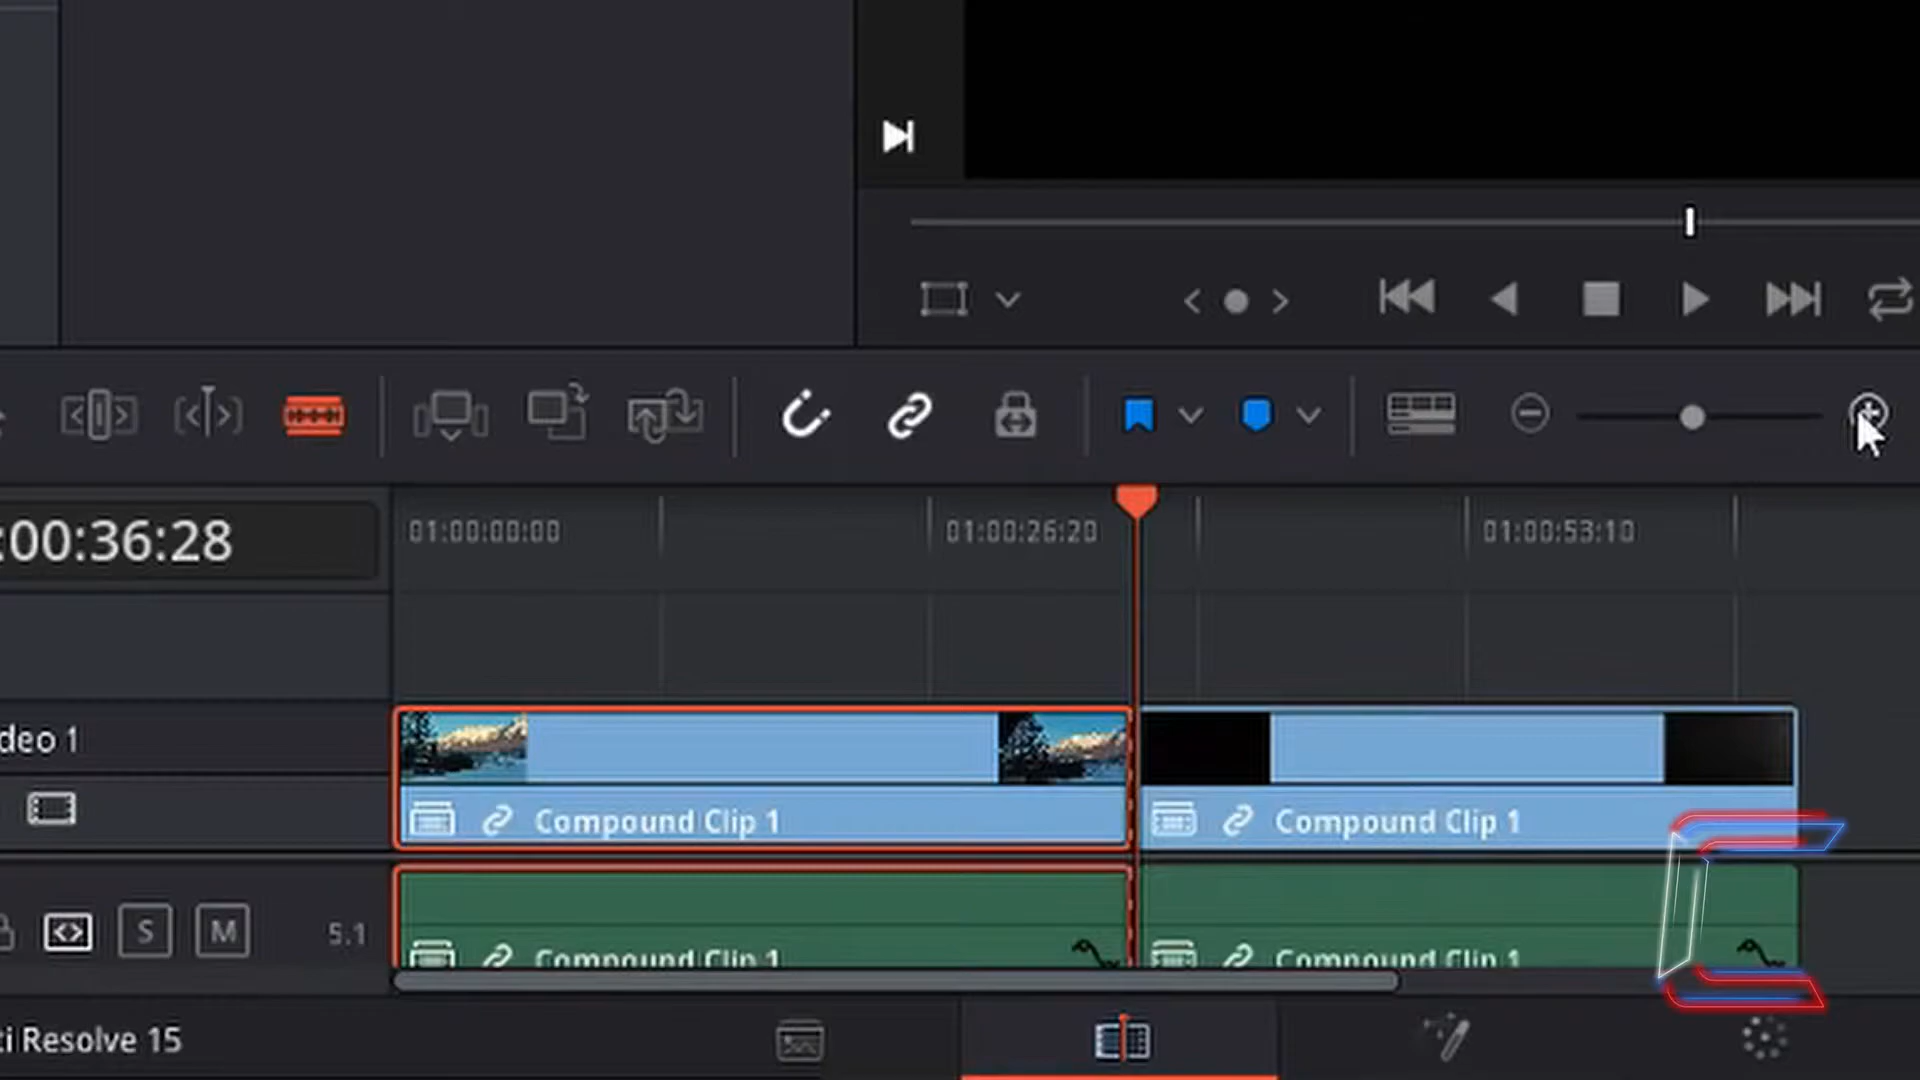 :00:36:28
01:00:00:00
01:00:26:20
01:00:53:10
deo 1
Compound Clip 1
Compound Clip 1
S
M
5.1
Compound Clip 1
Compound Clip 1
ci Resolve 15